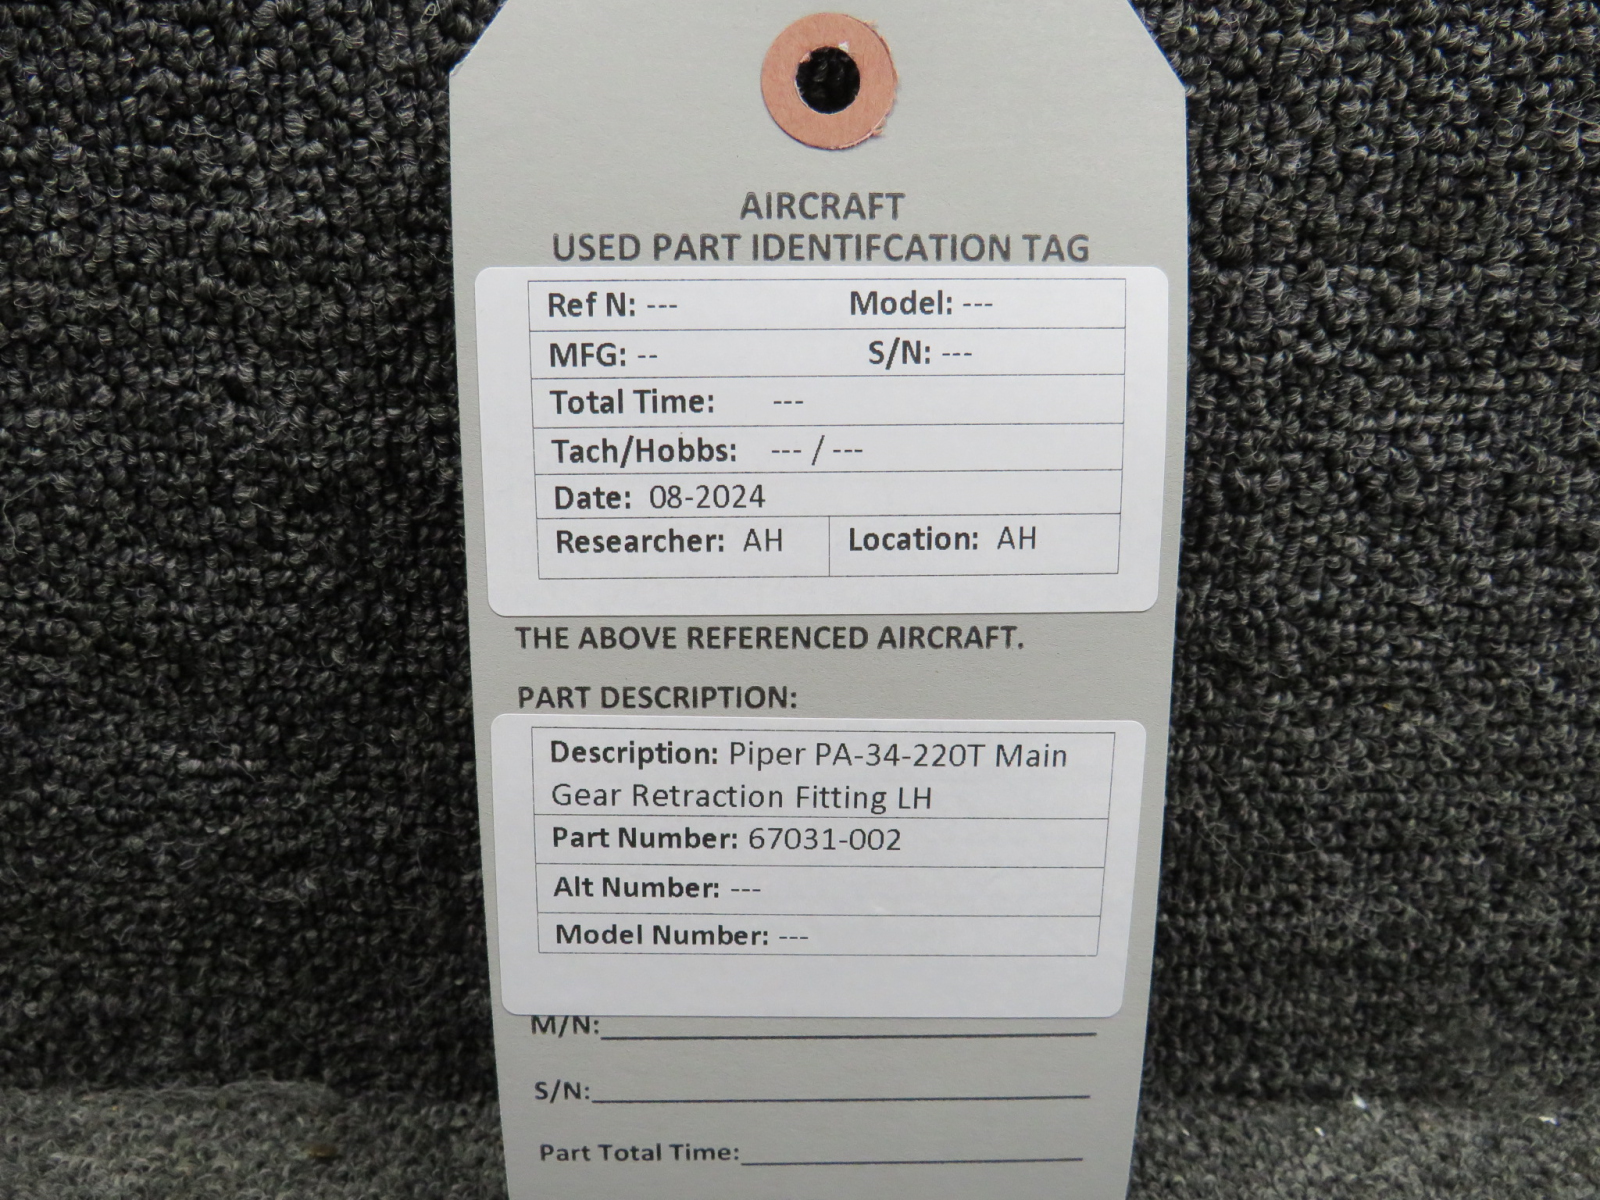 AIRCRAFT
USED PART IDENTIFCATION TAG
Ref N: --- Model: ---
MFG: -- S/N: ---
Total Time: ---
Tach/Hobbs: --- / ---
Date: 08-2024
Researcher: AH Location: AH
THE ABOVE REFERENCED AIRCRAFT.
PART DESCRIPTION:
Description: Piper PA-34-220T Main
Gear Retraction Fitting LH
Part Number: 67031-002
Alt Number: ---
Model Number: ---
M/N:
S/N:
Part Total Time: